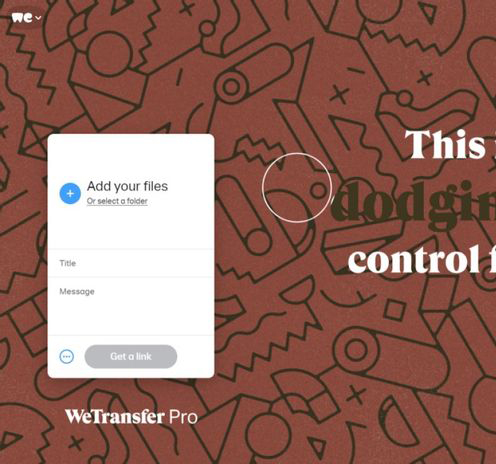 we
This
dodgin
control f
Add your files
Or select a folder
Title
Message
Get a link
WeTransfer Pro